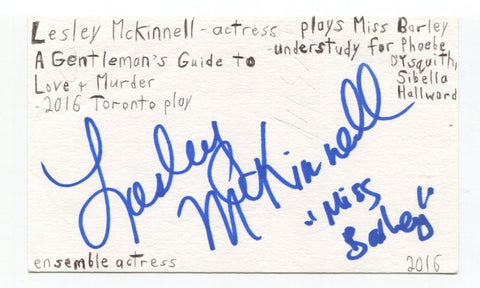 Lesley McKinnell - actress plays Miss Barley
A Gentleman's Guide to - understudy for Phoebe
Love + Murder D'Ysquith,
- 2016 Toronto play Sibella
Hallward
Lesley McKinnell
"Miss
Barley"
ensemble actress 2016